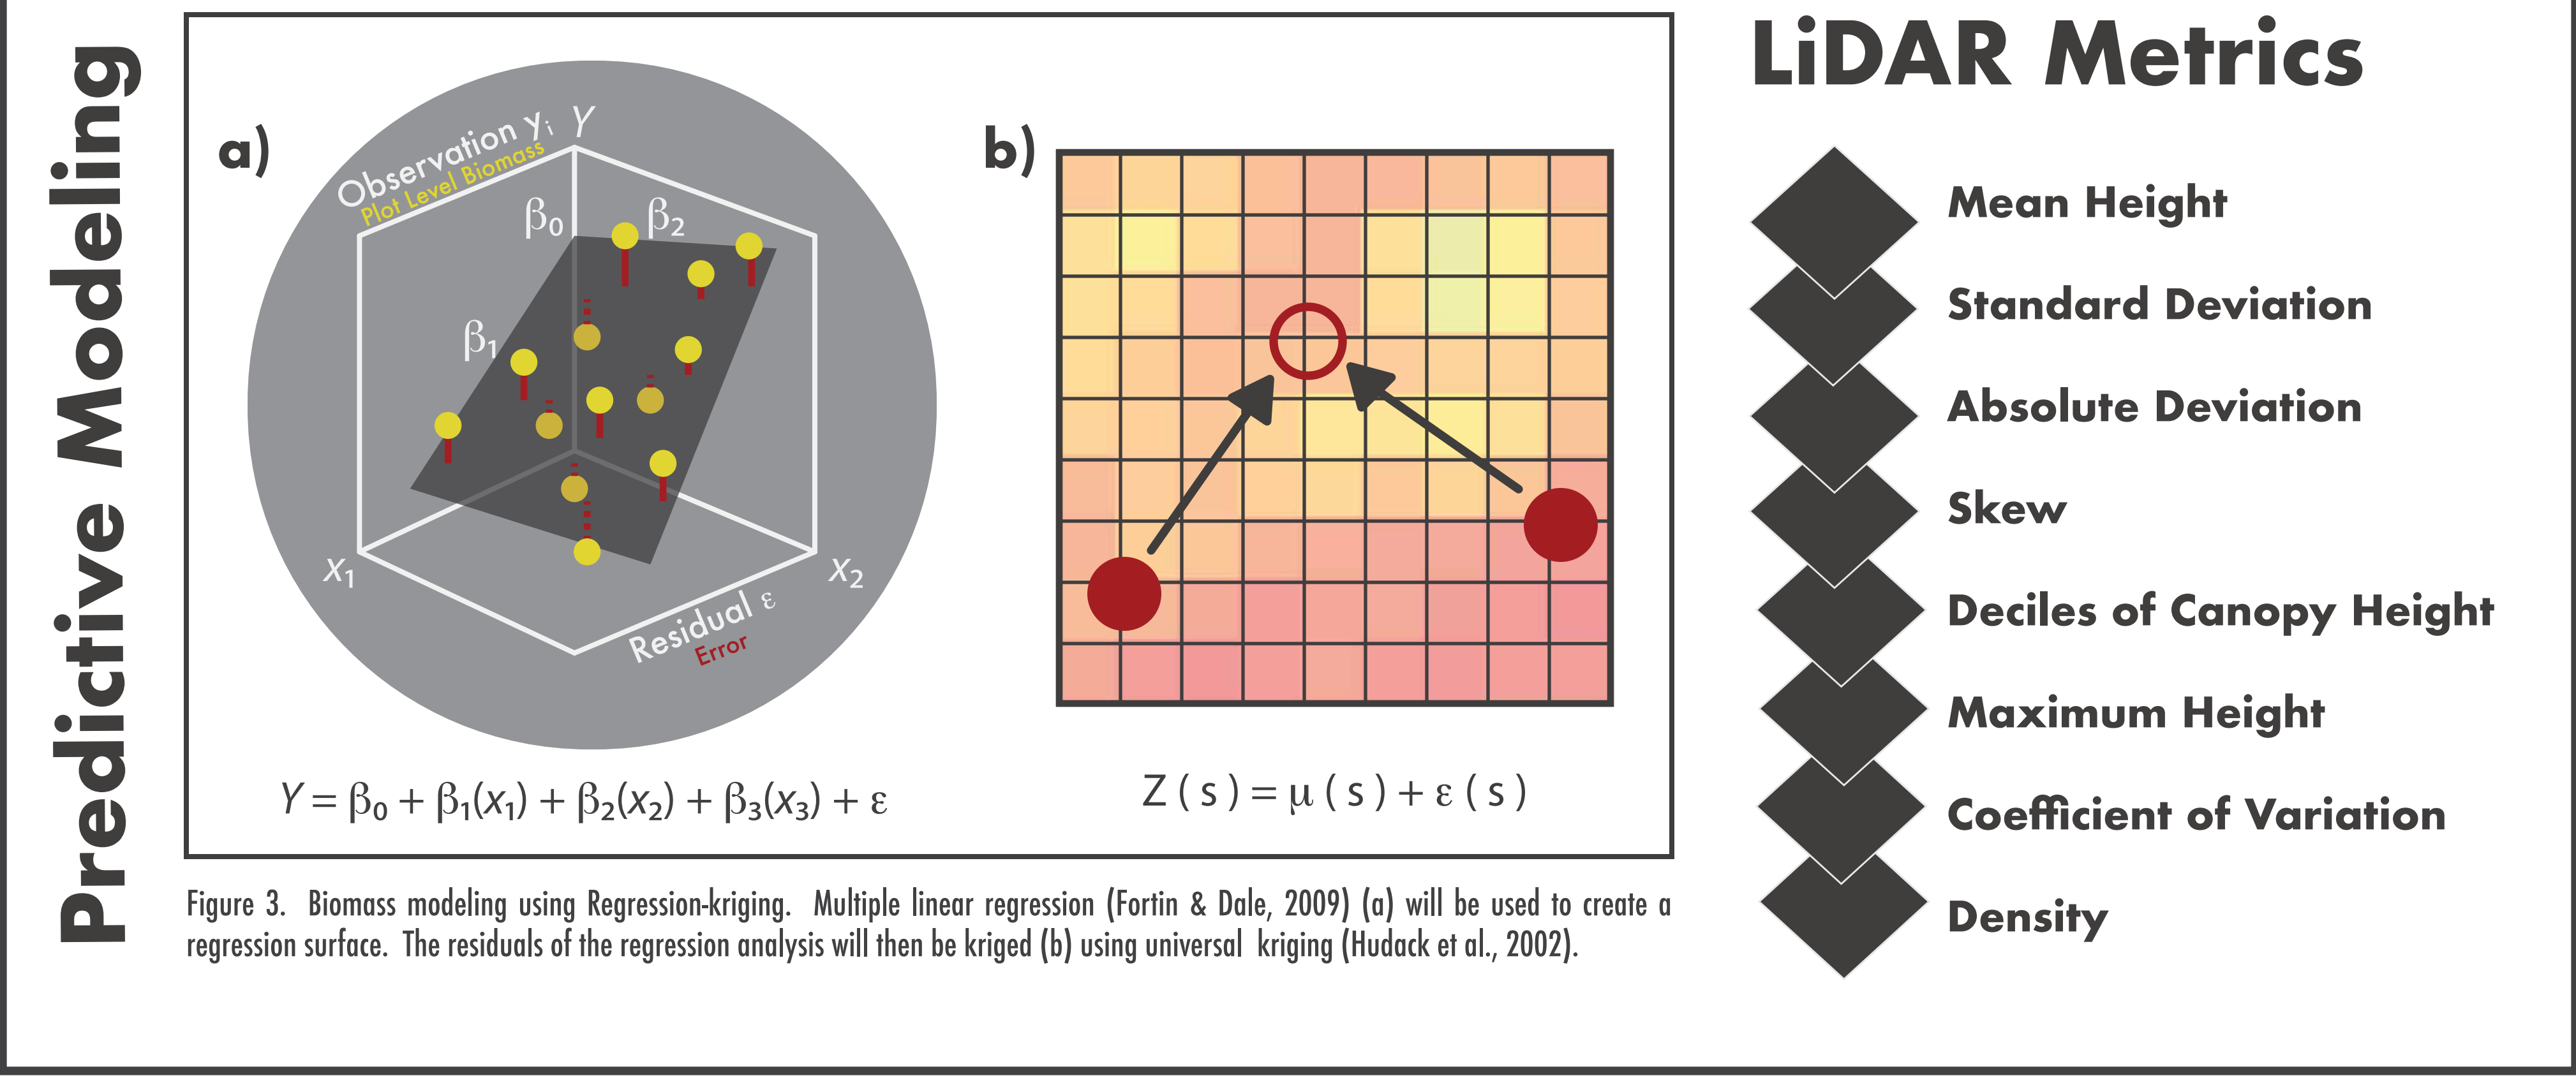 Predictive Modeling
a)
Observation yᵢ
Plot Level Biomass
Y
β₀
β₂
β₁
x₁
x₂
Residual ε
Error
Y = β₀ + β₁(x₁) + β₂(x₂) + β₃(x₃) + ε
b)
Z ( s ) = μ ( s ) + ε ( s )
Figure 3. Biomass modeling using Regression-kriging. Multiple linear regression (Fortin & Dale, 2009) (a) will be used to create a
regression surface. The residuals of the regression analysis will then be kriged (b) using universal kriging (Hudack et al., 2002).
LiDAR Metrics
Mean Height
Standard Deviation
Absolute Deviation
Skew
Deciles of Canopy Height
Maximum Height
Coefficient of Variation
Density